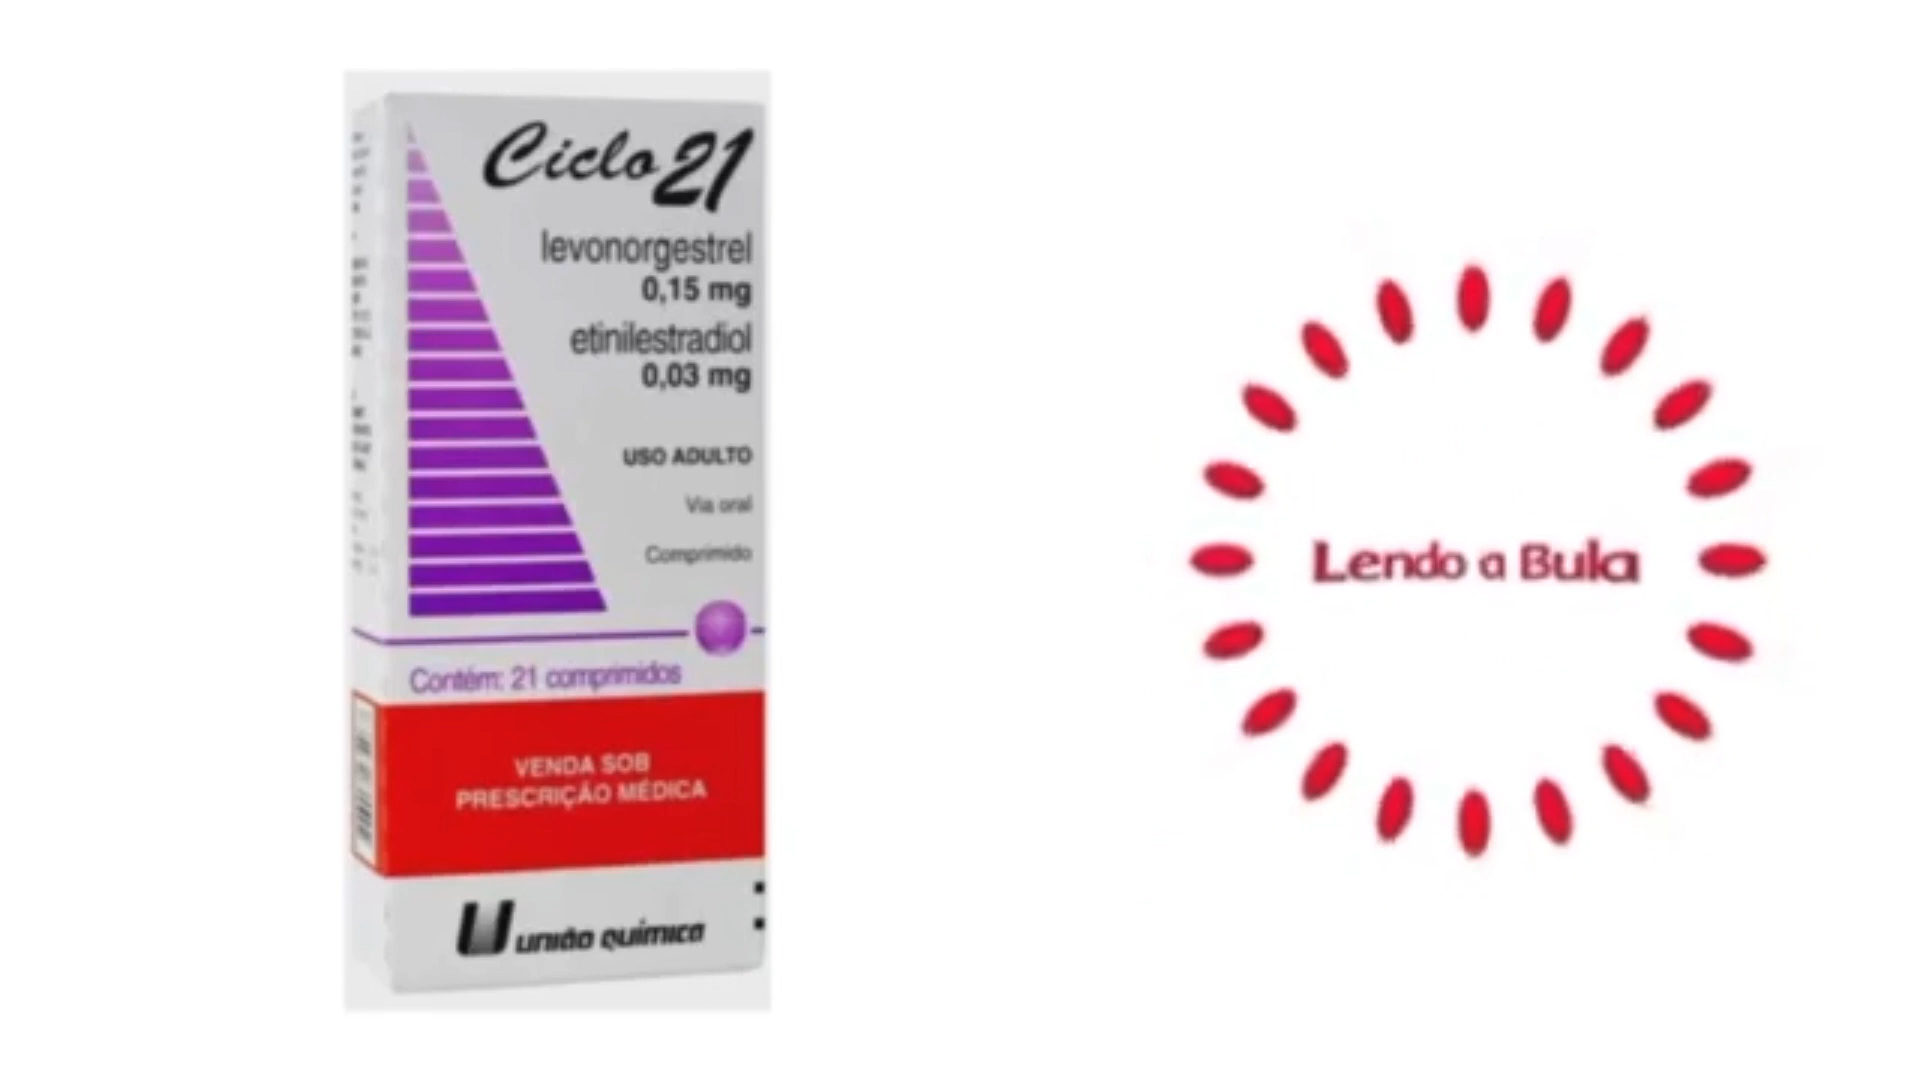 Ciclo 21
levonorgestrel
0,15 mg
etinilestradiol
0,03 mg
USO ADULTO
Via oral
Comprimido
Contém: 21 comprimidos
VENDA SOB
PRESCRIÇÃO MÉDICA
U união química
Lendo a Bula